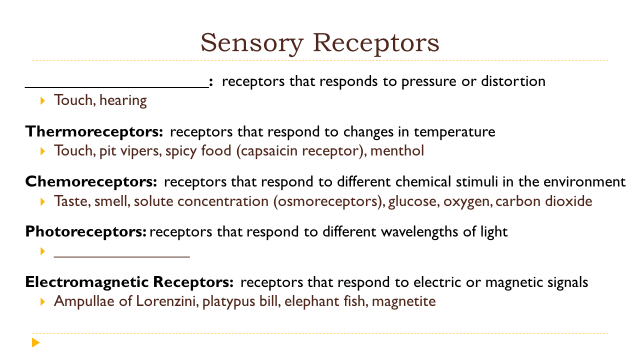 Sensory Receptors
____________________: receptors that responds to pressure or distortion
Touch, hearing
Thermoreceptors: receptors that respond to changes in temperature
Touch, pit vipers, spicy food (capsaicin receptor), menthol
Chemoreceptors: receptors that respond to different chemical stimuli in the environment
Taste, smell, solute concentration (osmoreceptors), glucose, oxygen, carbon dioxide
Photoreceptors: receptors that respond to different wavelengths of light
_________________
Electromagnetic Receptors: receptors that respond to electric or magnetic signals
Ampullae of Lorenzini, platypus bill, elephant fish, magnetite